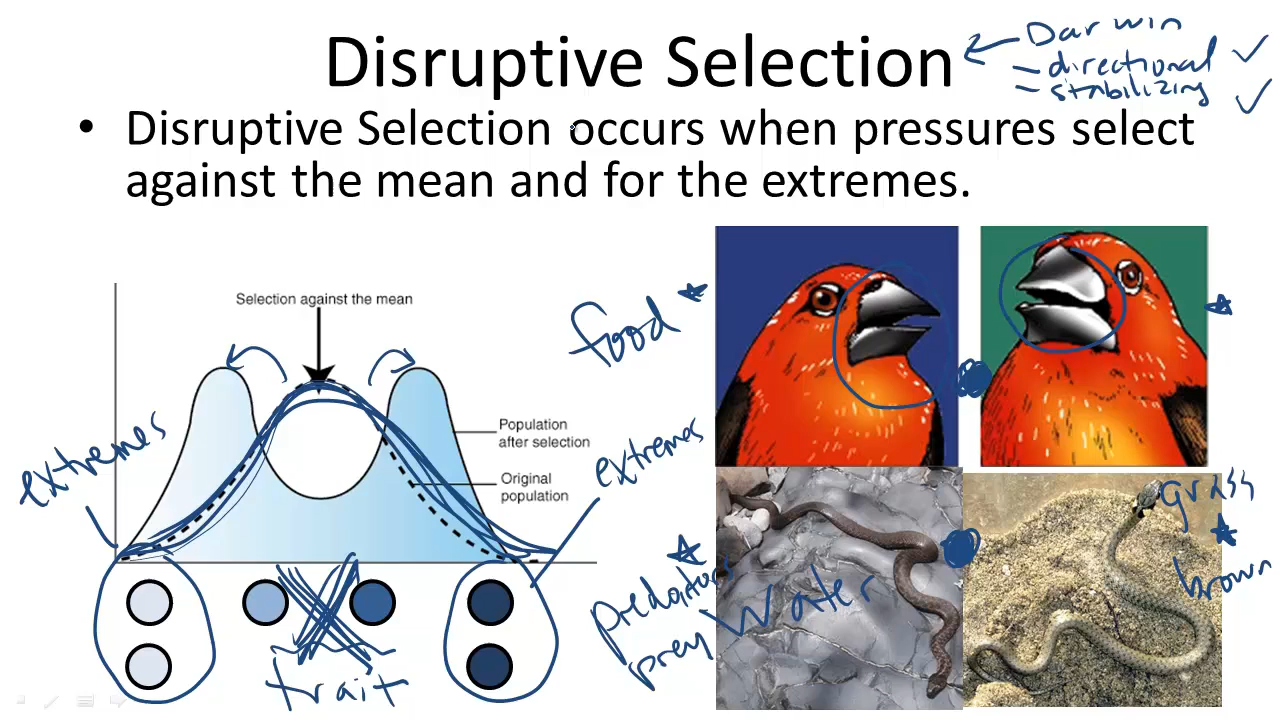 Disruptive Selection
Darwin
– directional ✓
– stabilizing ✓
• Disruptive Selection occurs when pressures select
against the mean and for the extremes.
Selection against the mean
food
extremes
Population
after selection
extremes
Original
population
grass
brown
predators
prey
Water
trait